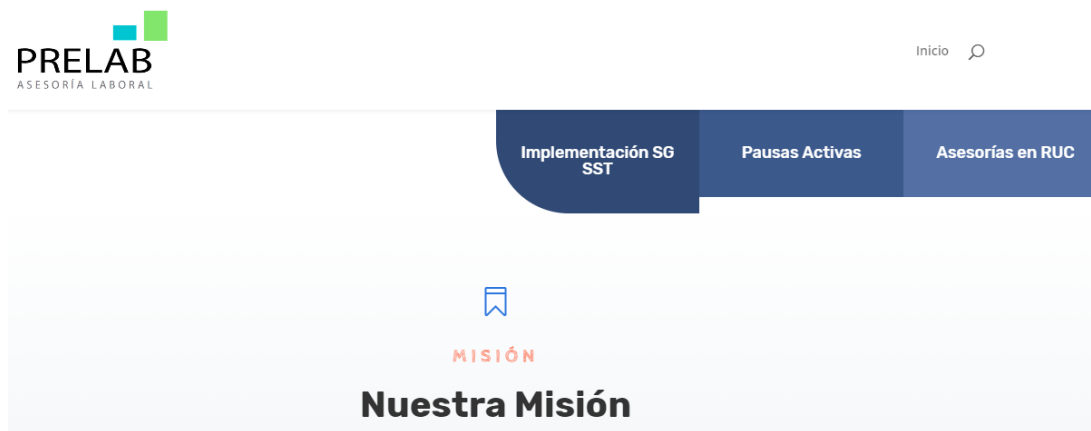 PRELAB
ASESORÍA LABORAL
Inicio
Implementación SG
SST
Pausas Activas
Asesorías en RUC
MISIÓN
Nuestra Misión